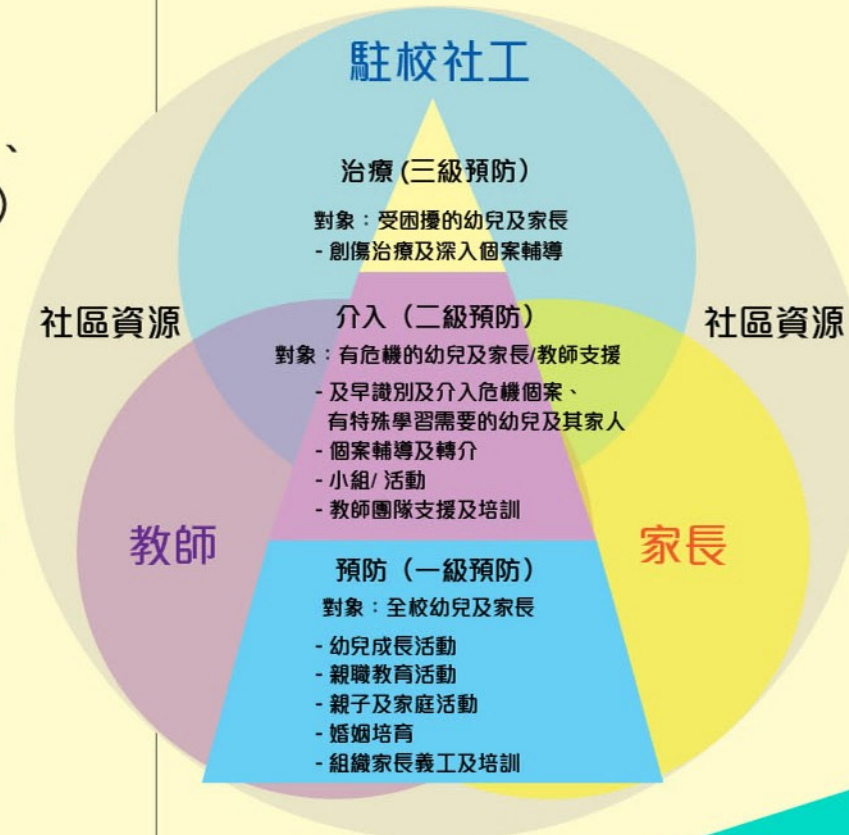 駐校社工
、
)
治療(三級預防)
對象：受困擾的幼兒及家長
- 創傷治療及深入個案輔導
社區資源
社區資源
介入（二級預防）
對象：有危機的幼兒及家長/教師支援
- 及早識別及介入危機個案、
有特殊學習需要的幼兒及其家人
- 個案輔導及轉介
- 小組/ 活動
- 教師團隊支援及培訓
教師
家長
預防（一級預防）
對象：全校幼兒及家長
- 幼兒成長活動
- 親職教育活動
- 親子及家庭活動
- 婚姻培育
- 組織家長義工及培訓